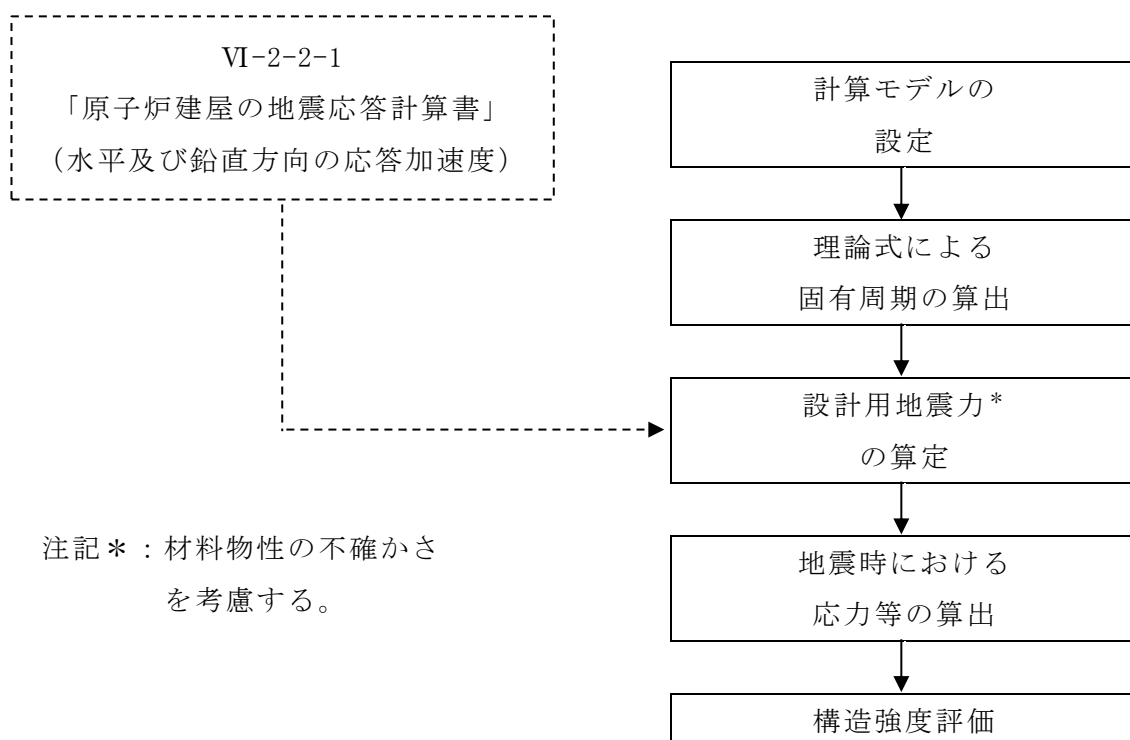 Ⅵ-2-2-1
「原子炉建屋の地震応答計算書」
（水平及び鉛直方向の応答加速度）
計算モデルの
設定
理論式による
固有周期の算出
設計用地震力*
の算定
注記＊：材料物性の不確かさ
を考慮する。
地震時における
応力等の算出
構造強度評価